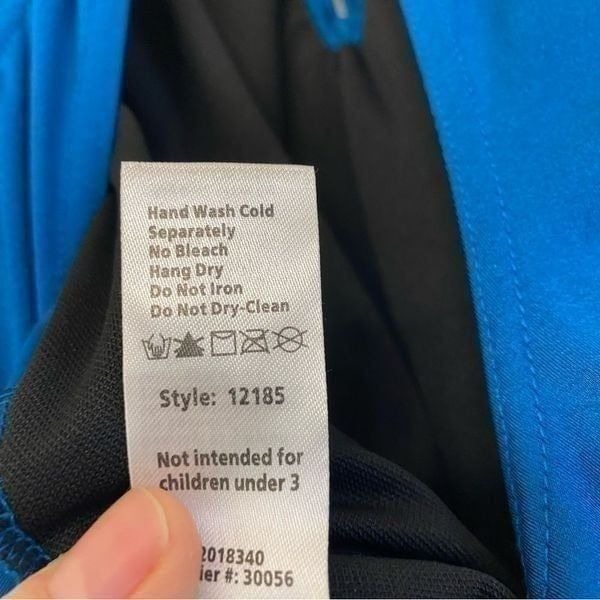 Hand Wash Cold
Separately
No Bleach
Hang Dry
Do Not Iron
Do Not Dry-Clean
Style: 12185
Not intended for
children under 3
2018340
#: 30056